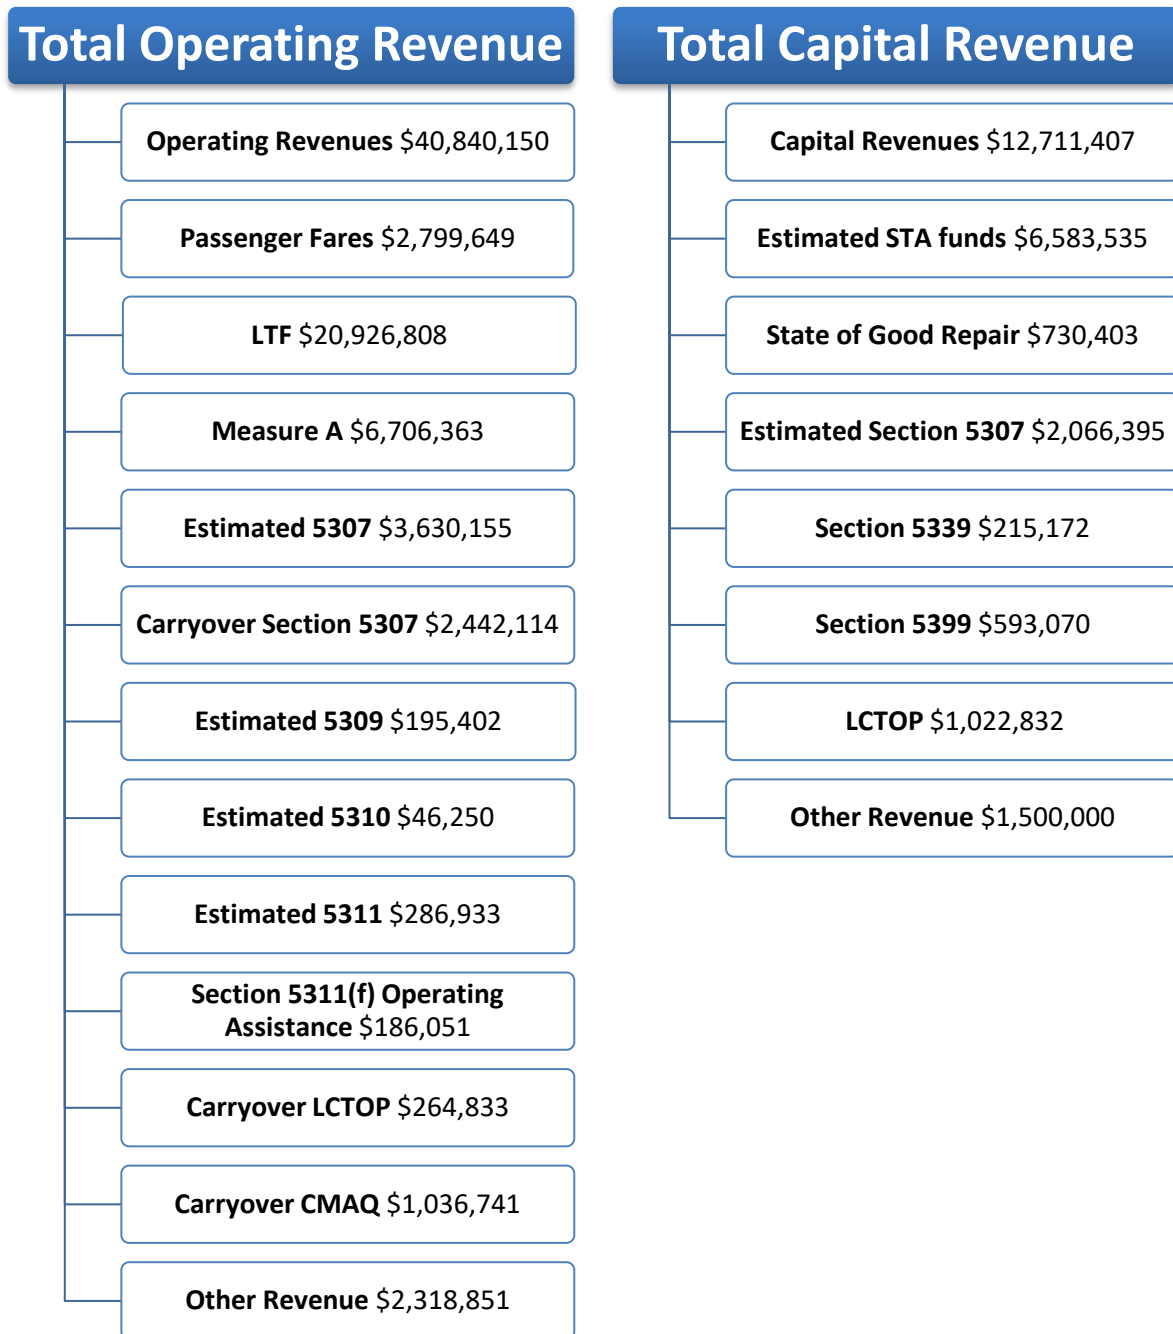 Total Operating Revenue
Operating Revenues $40,840,150
Passenger Fares $2,799,649
LTF $20,926,808
Measure A $6,706,363
Estimated 5307 $3,630,155
Carryover Section 5307 $2,442,114
Estimated 5309 $195,402
Estimated 5310 $46,250
Estimated 5311 $286,933
Section 5311(f) Operating
Assistance $186,051
Carryover LCTOP $264,833
Carryover CMAQ $1,036,741
Other Revenue $2,318,851
Total Capital Revenue
Capital Revenues $12,711,407
Estimated STA funds $6,583,535
State of Good Repair $730,403
Estimated Section 5307 $2,066,395
Section 5339 $215,172
Section 5399 $593,070
LCTOP $1,022,832
Other Revenue $1,500,000